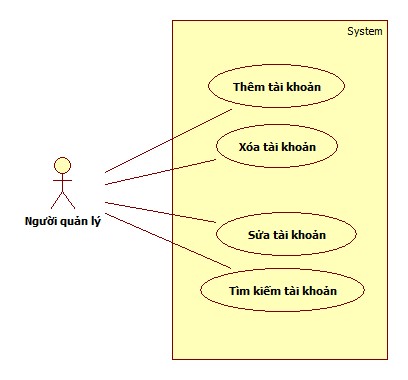 System
Thêm tài khoản
Xóa tài khoản
Người quản lý
Sửa tài khoản
Tìm kiếm tài khoản